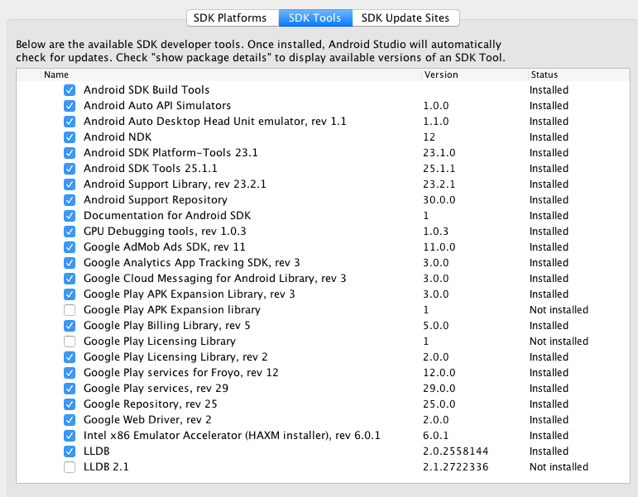 SDK Platforms SDK Tools SDK Update Sites
Below are the available SDK developer tools. Once installed, Android Studio will automatically
check for updates. Check "show package details" to display available versions of an SDK Tool.
Name Version Status
Android SDK Build Tools Installed
Android Auto API Simulators 1.0.0 Installed
Android Auto Desktop Head Unit emulator, rev 1.1 1.1.0 Installed
Android NDK 12 Installed
Android SDK Platform-Tools 23.1 23.1.0 Installed
Android SDK Tools 25.1.1 25.1.1 Installed
Android Support Library, rev 23.2.1 23.2.1 Installed
Android Support Repository 30.0.0 Installed
Documentation for Android SDK 1 Installed
GPU Debugging tools, rev 1.0.3 1.0.3 Installed
Google AdMob Ads SDK, rev 11 11.0.0 Installed
Google Analytics App Tracking SDK, rev 3 3.0.0 Installed
Google Cloud Messaging for Android Library, rev 3 3.0.0 Installed
Google Play APK Expansion Library, rev 3 3.0.0 Installed
Google Play APK Expansion library 1 Not installed
Google Play Billing Library, rev 5 5.0.0 Installed
Google Play Licensing Library 1 Not installed
Google Play Licensing Library, rev 2 2.0.0 Installed
Google Play services for Froyo, rev 12 12.0.0 Installed
Google Play services, rev 29 29.0.0 Installed
Google Repository, rev 25 25.0.0 Installed
Google Web Driver, rev 2 2.0.0 Installed
Intel x86 Emulator Accelerator (HAXM installer), rev 6.0.1 6.0.1 Installed
LLDB 2.0.2558144 Installed
LLDB 2.1 2.1.2722336 Not installed